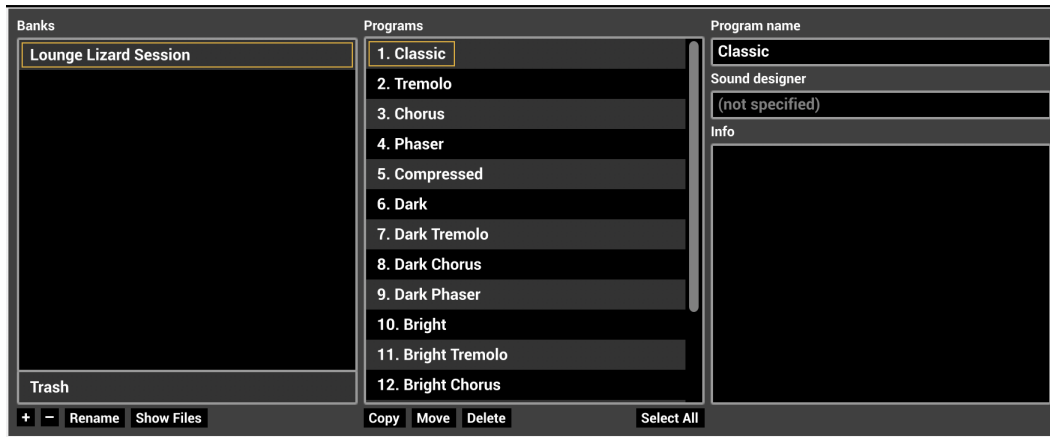 Banks
Lounge Lizard Session
Trash
+ − Rename Show Files
Programs
1. Classic
2. Tremolo
3. Chorus
4. Phaser
5. Compressed
6. Dark
7. Dark Tremolo
8. Dark Chorus
9. Dark Phaser
10. Bright
11. Bright Tremolo
12. Bright Chorus
Copy Move Delete Select All
Program name
Classic
Sound designer
(not specified)
Info